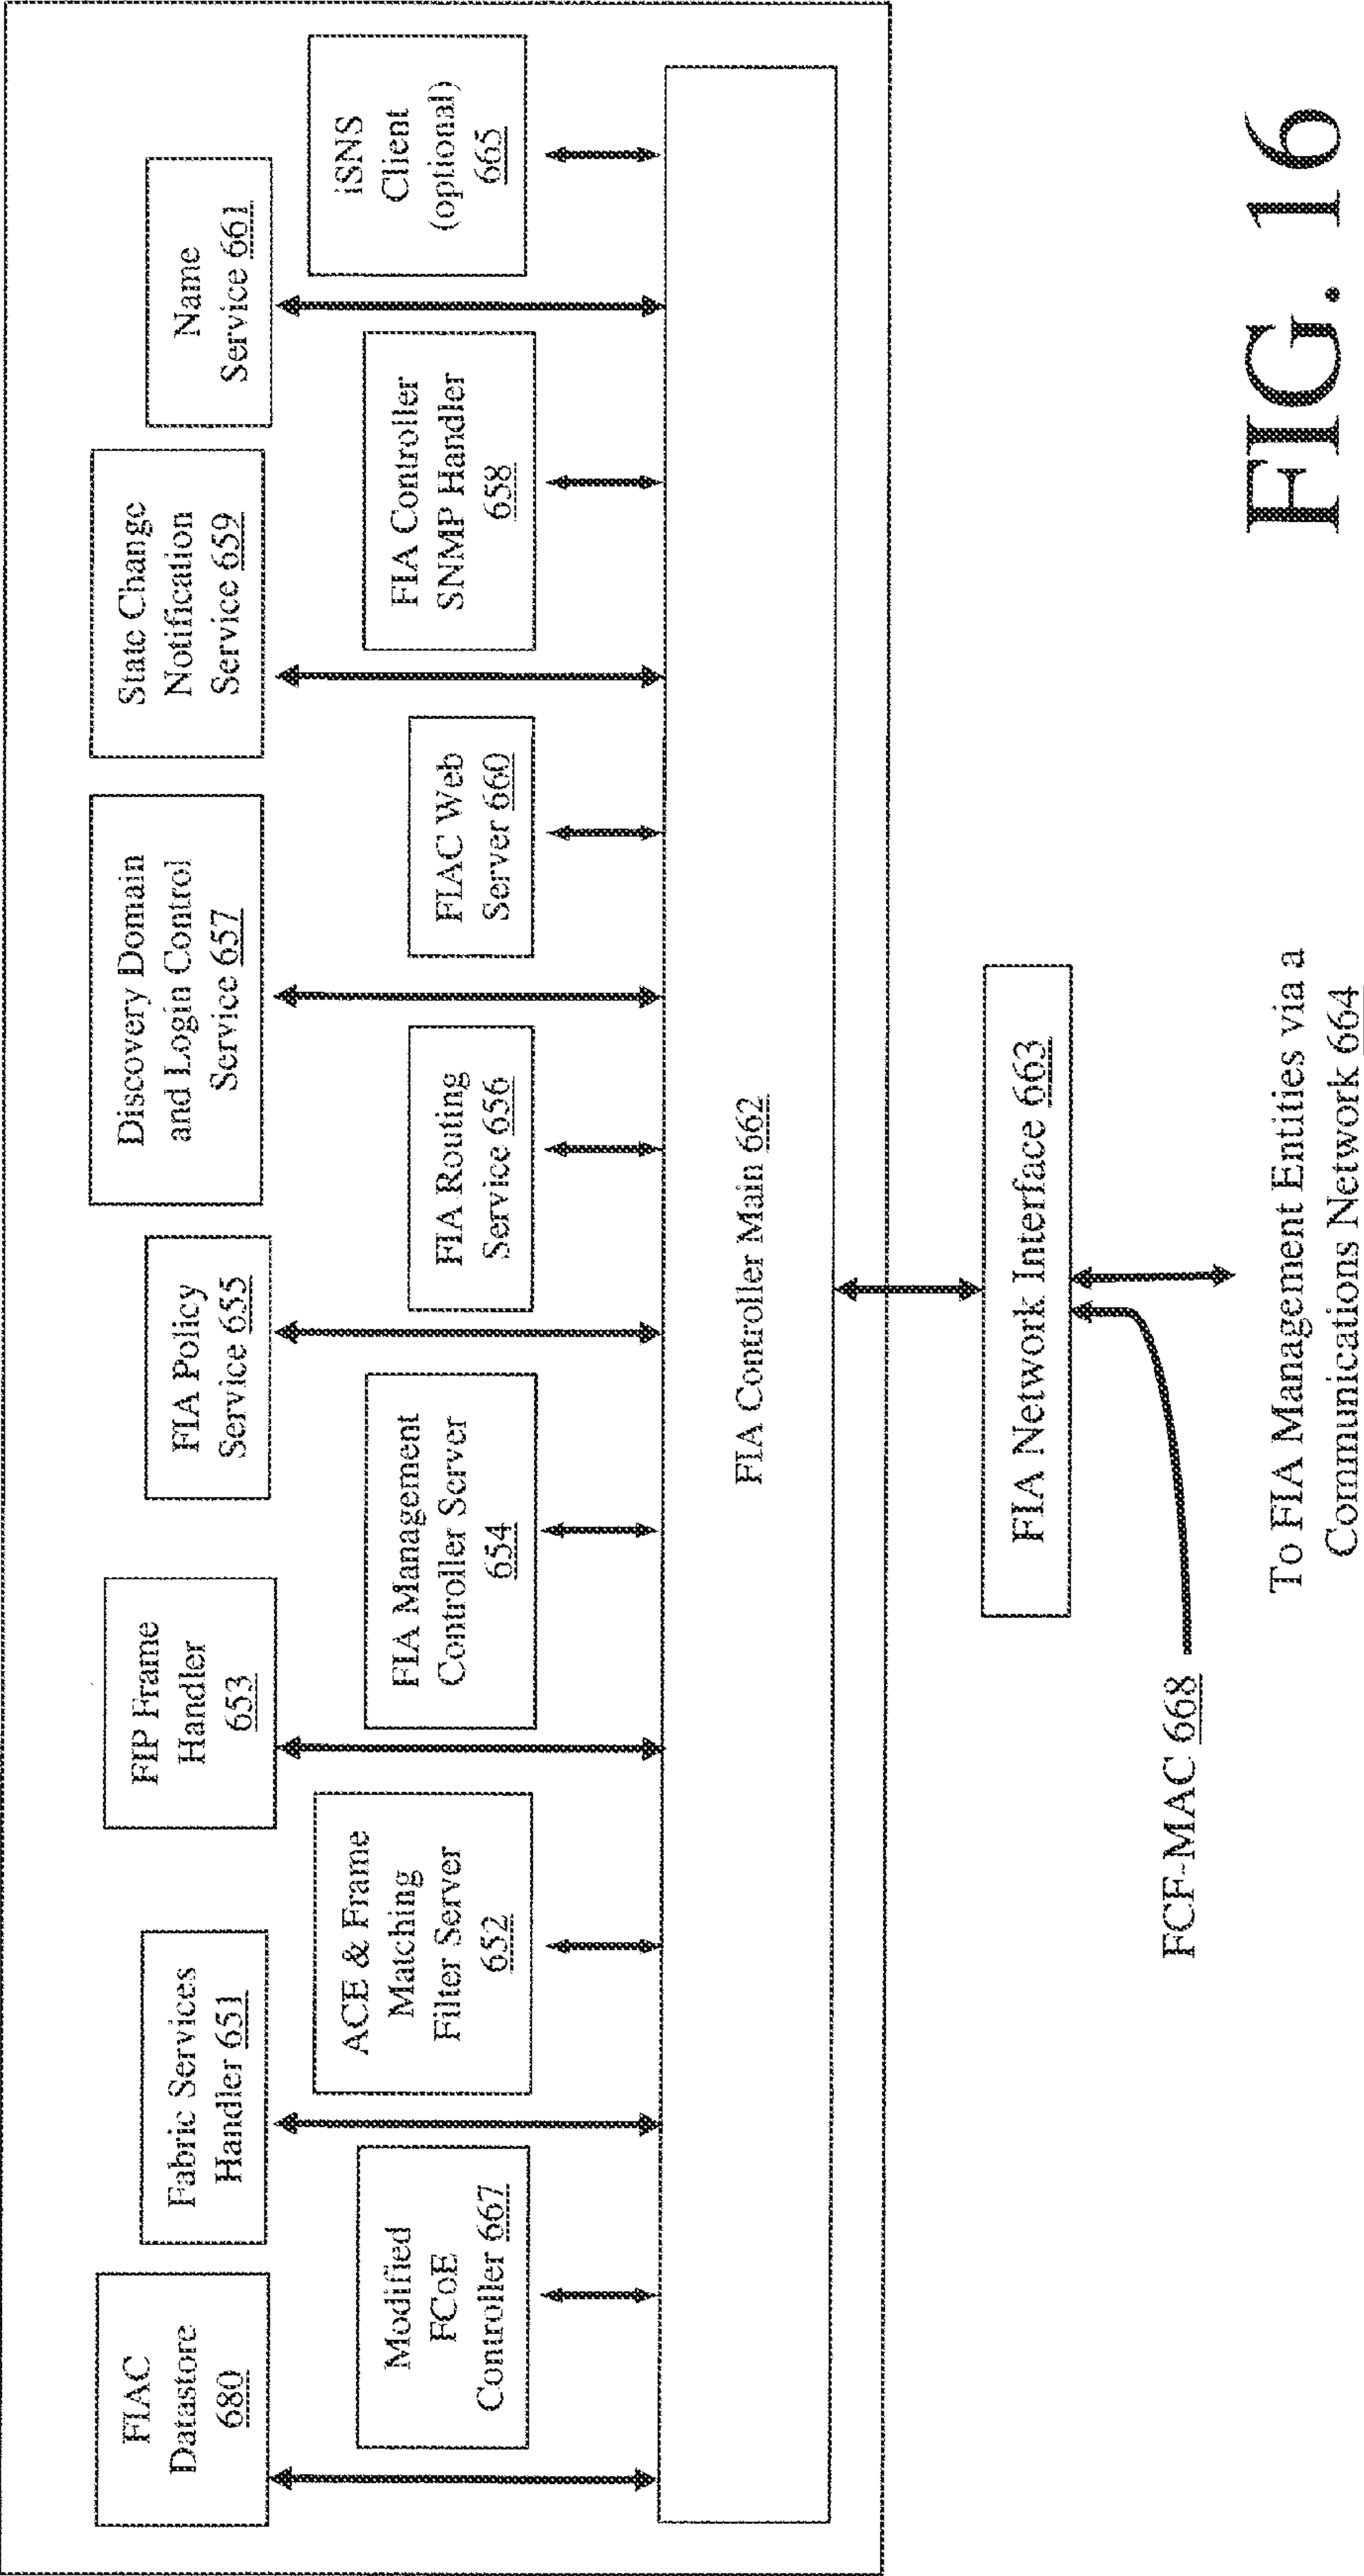 FIAC
Datastore
680
Fabric Services
Handler 651
FIP Frame
Handler
653
FIA Policy
Service 655
Discovery Domain
and Login Control
Service 657
State Change
Notification
Service 659
Name
Service 661
Modified
FCoE
Controller 667
ACE & Frame
Matching
Filter Server
652
FIA Management
Controller Server
654
FIA Routing
Service 656
FIAC Web
Server 660
FIA Controller
SNMP Handler
658
iSNS
Client
(optional)
665
FIA Controller Main 662
FIA Network Interface 663
FCF-MAC 668
To FIA Management Entities via a
Communications Network 664
FIG. 16